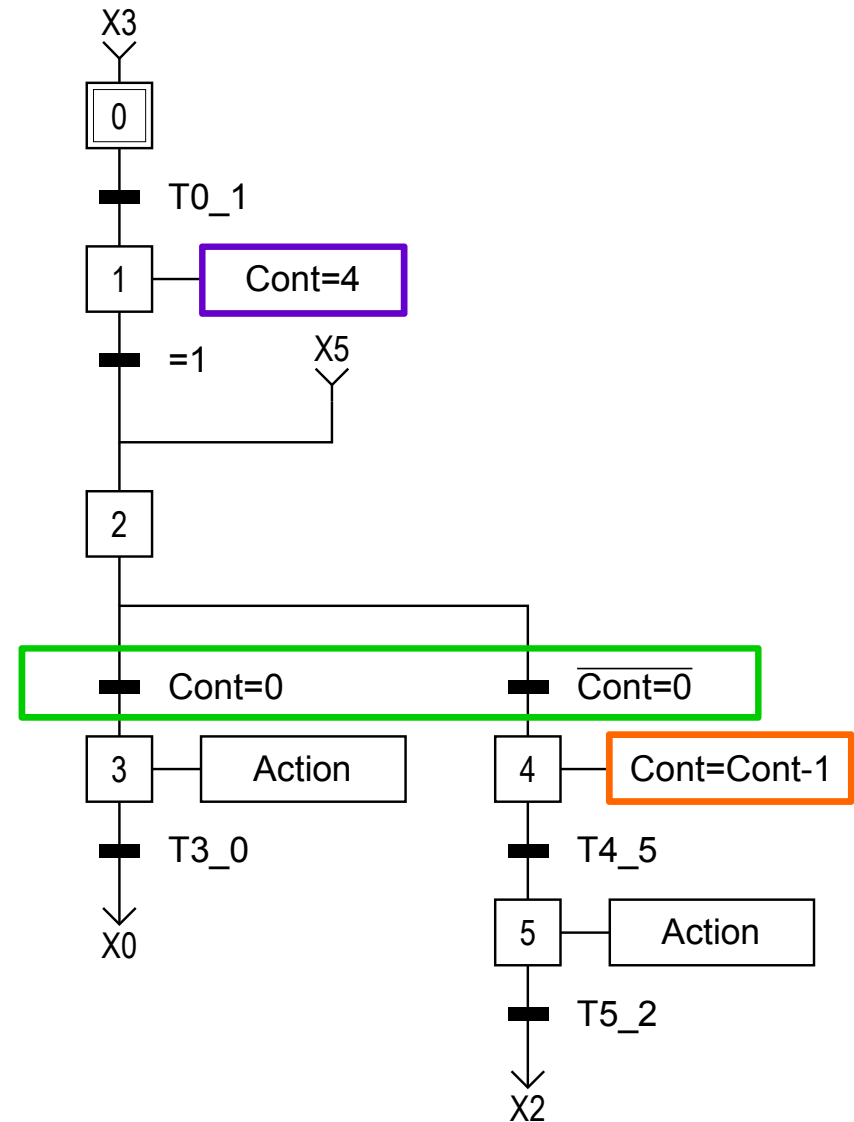 X3
0
T0_1
1 Cont=4
=1 X5
2
Cont=0 C̅o̅n̅t̅=̅0̅
3 Action 4 Cont=Cont-1
T3_0 T4_5
X0 5 Action
T5_2
X2